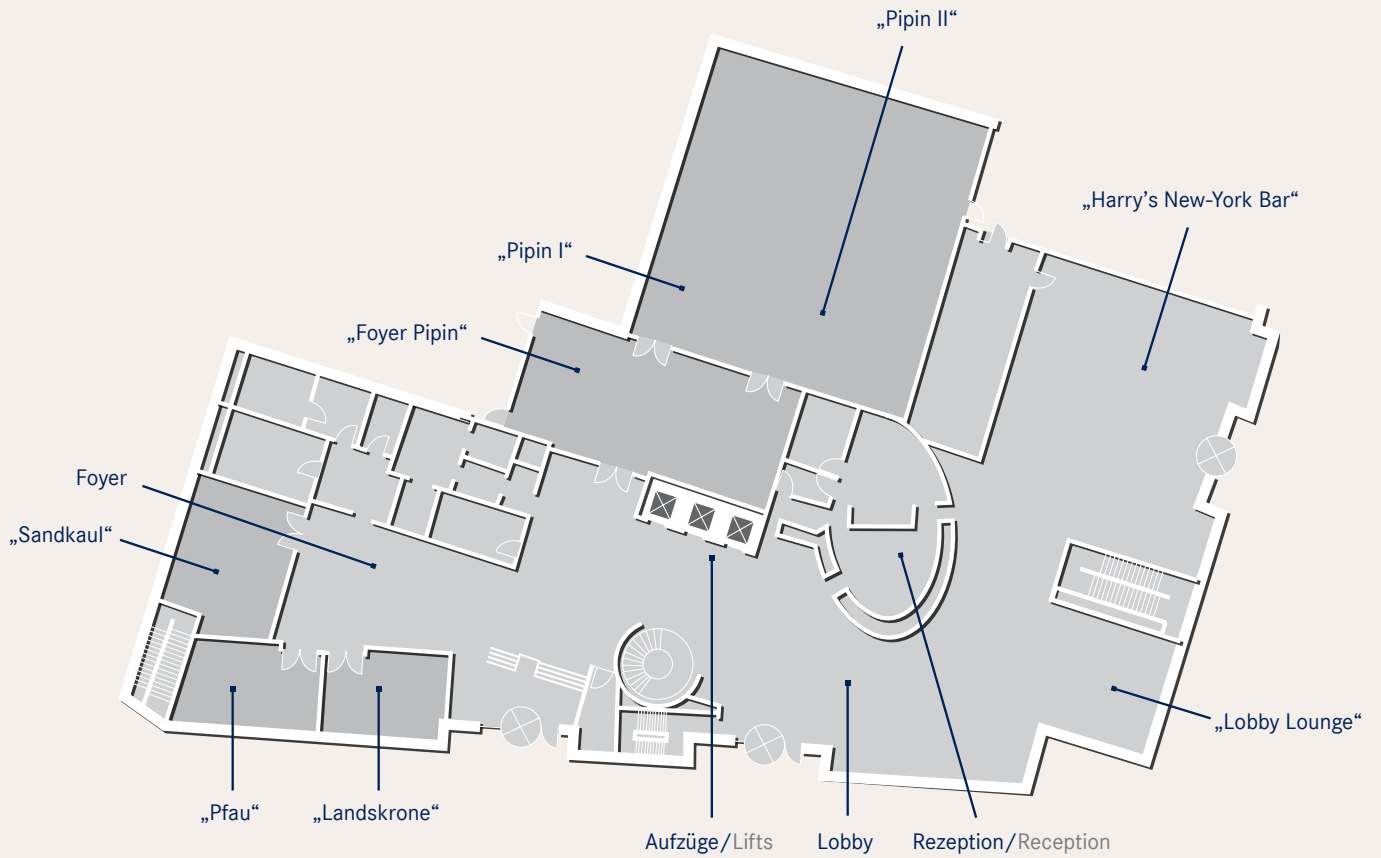 „Pipin II“
„Harry’s New-York Bar“
„Pipin I“
„Foyer Pipin“
Foyer
„Sandkaul“
„Lobby Lounge“
„Pfau“
„Landskrone“
Aufzüge/Lifts
Lobby
Rezeption/Reception